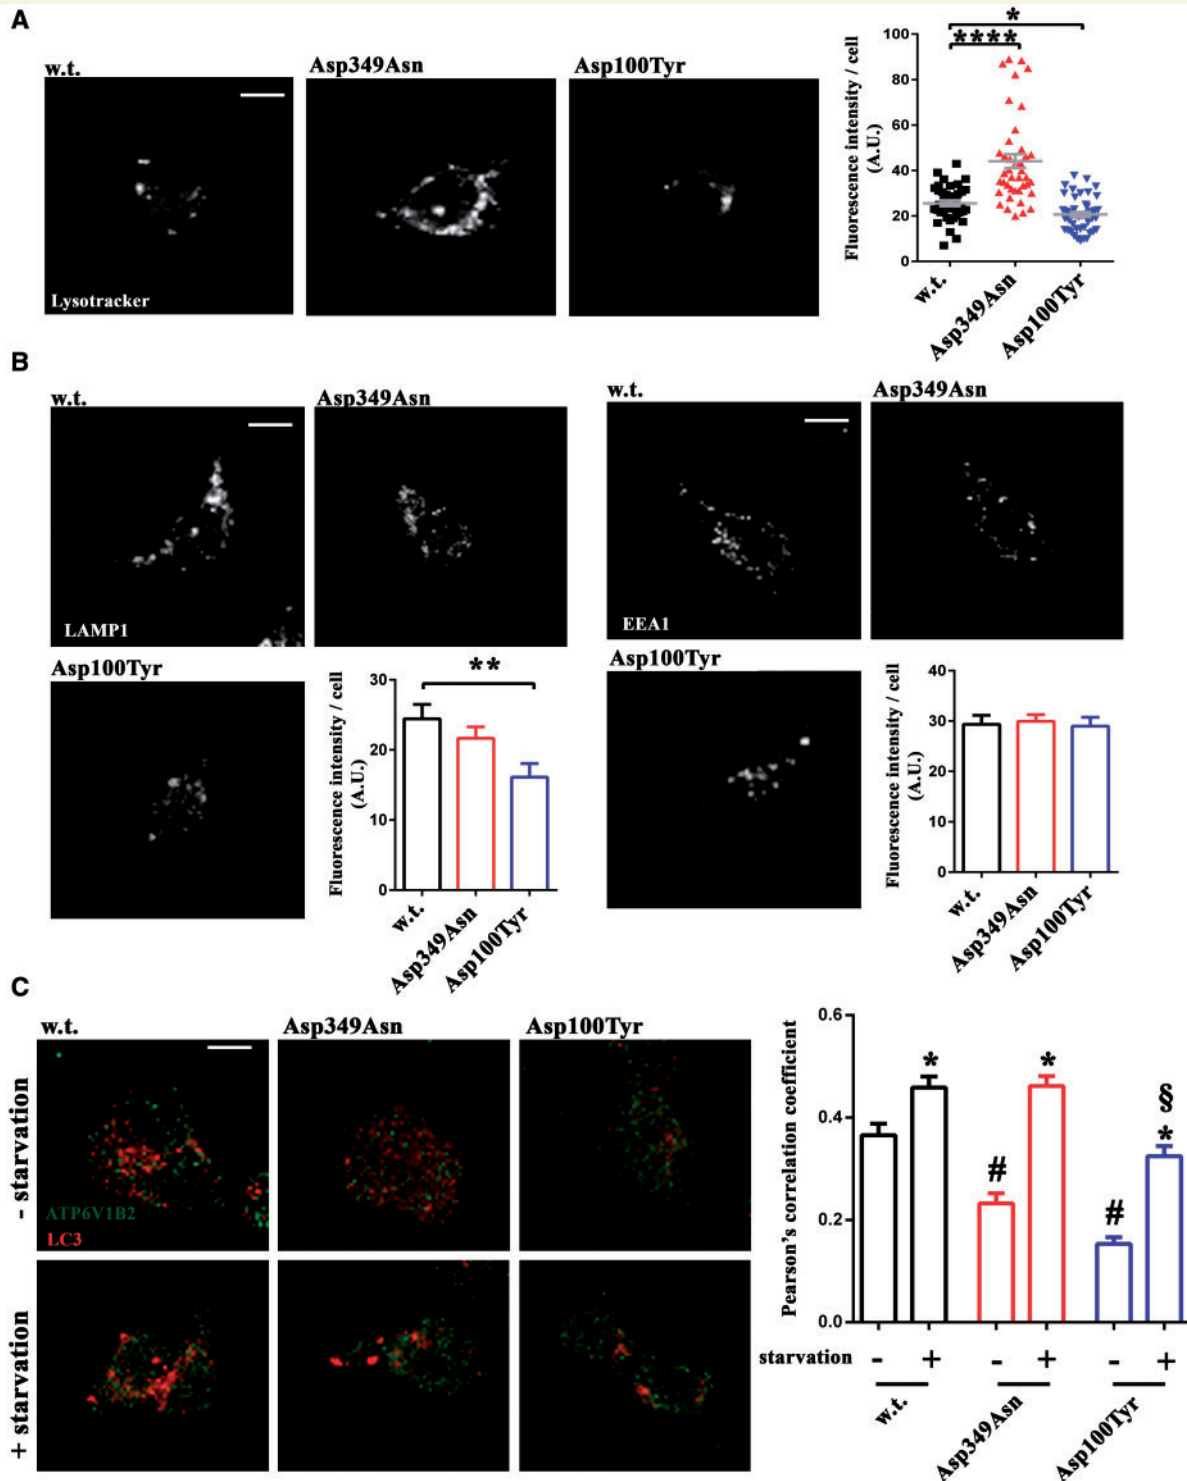 A
w.t.
Asp349Asn
Asp100Tyr
Lysotracker
Fluorescence intensity / cell
(A.U.)
100
80
60
40
20
0
*
****
w.t.
Asp349Asn
Asp100Tyr
B
w.t.
Asp349Asn
LAMP1
Asp100Tyr
Fluorescence intensity / cell
(A.U.)
30
20
10
0
**
w.t.
Asp349Asn
Asp100Tyr
w.t.
Asp349Asn
EEA1
Asp100Tyr
Fluorescence intensity / cell
(A.U.)
40
30
20
10
0
w.t.
Asp349Asn
Asp100Tyr
C
w.t.
Asp349Asn
Asp100Tyr
- starvation
ATP6V1B2
LC3
+ starvation
Pearson's correlation coefficient
0.6
0.4
0.2
0.0
*
#
*
#
§
*
starvation - + - + - +
w.t.
Asp349Asn
Asp100Tyr